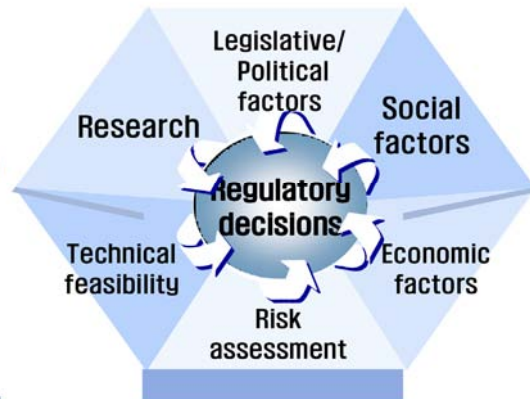 Legislative/
Political
factors
Research
Social
factors
Regulatory
decisions
Technical
feasibility
Economic
factors
Risk
assessment